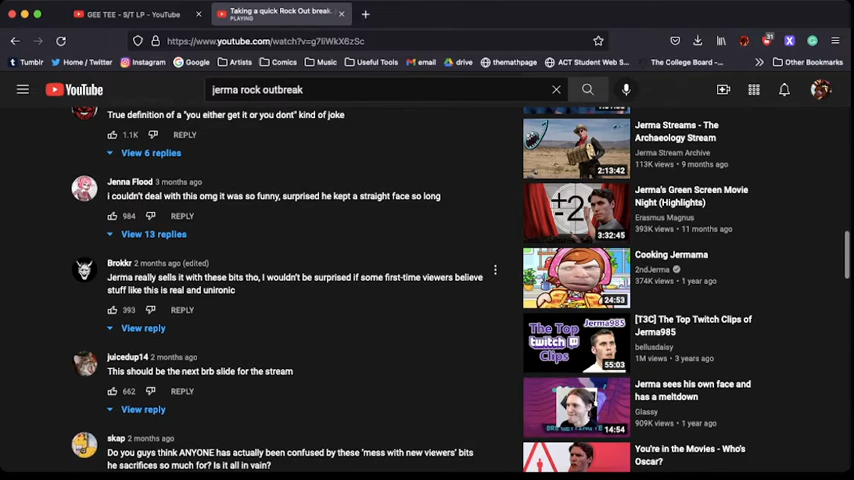 GEE TEE - S/T LP - YouTube
Taking a quick Rock Out break.
PLAYING
https://www.youtube.com/watch?v=g7liWkX6zSc
31
Tumblr
Instagram
Google
Artists
Comics
Music
Useful Tools
email
drive
themathpage
ACT Student Web S...
The College Board -...
Other Bookmarks
YouTube
jerma rock outbreak
True definition of a "you either get it or you dont" kind of joke
1.1K REPLY
View 6 replies
Jenna Flood 3 months ago
i couldn't deal with this omg it was so funny, surprised he kept a straight face so long
984 REPLY
View 13 replies
Brokkr 2 months ago (edited)
Jerma really sells it with these bits tho, I wouldn't be surprised if some first-time viewers believe
stuff like this is real and unironic
393 REPLY
View reply
juicedup14 2 months ago
This should be the next brb slide for the stream
662 REPLY
View reply
skap 2 months ago
Do you guys think ANYONE has actually been confused by these 'mess with new viewers' bits
he sacrifices so much for? Is it all in vain?
2:13:42
Jerma Streams - The
Archaeology Stream
Jerma Stream Archive
113K views • 9 months ago
+2
-2
3:32:45
Jerma's Green Screen Movie
Night (Highlights)
Erasmus Magnus
393K views • 11 months ago
24:53
Cooking Jermama
2ndJerma
374K views • 1 year ago
The Top
twitch
Clips
Jerma985
55:03
[T3C] The Top Twitch Clips of
Jerma985
bellusdaisy
1M views • 3 years ago
14:54
Jerma sees his own face and
has a meltdown
Glassy
909K views • 1 year ago
You're in the Movies - Who's
Oscar?